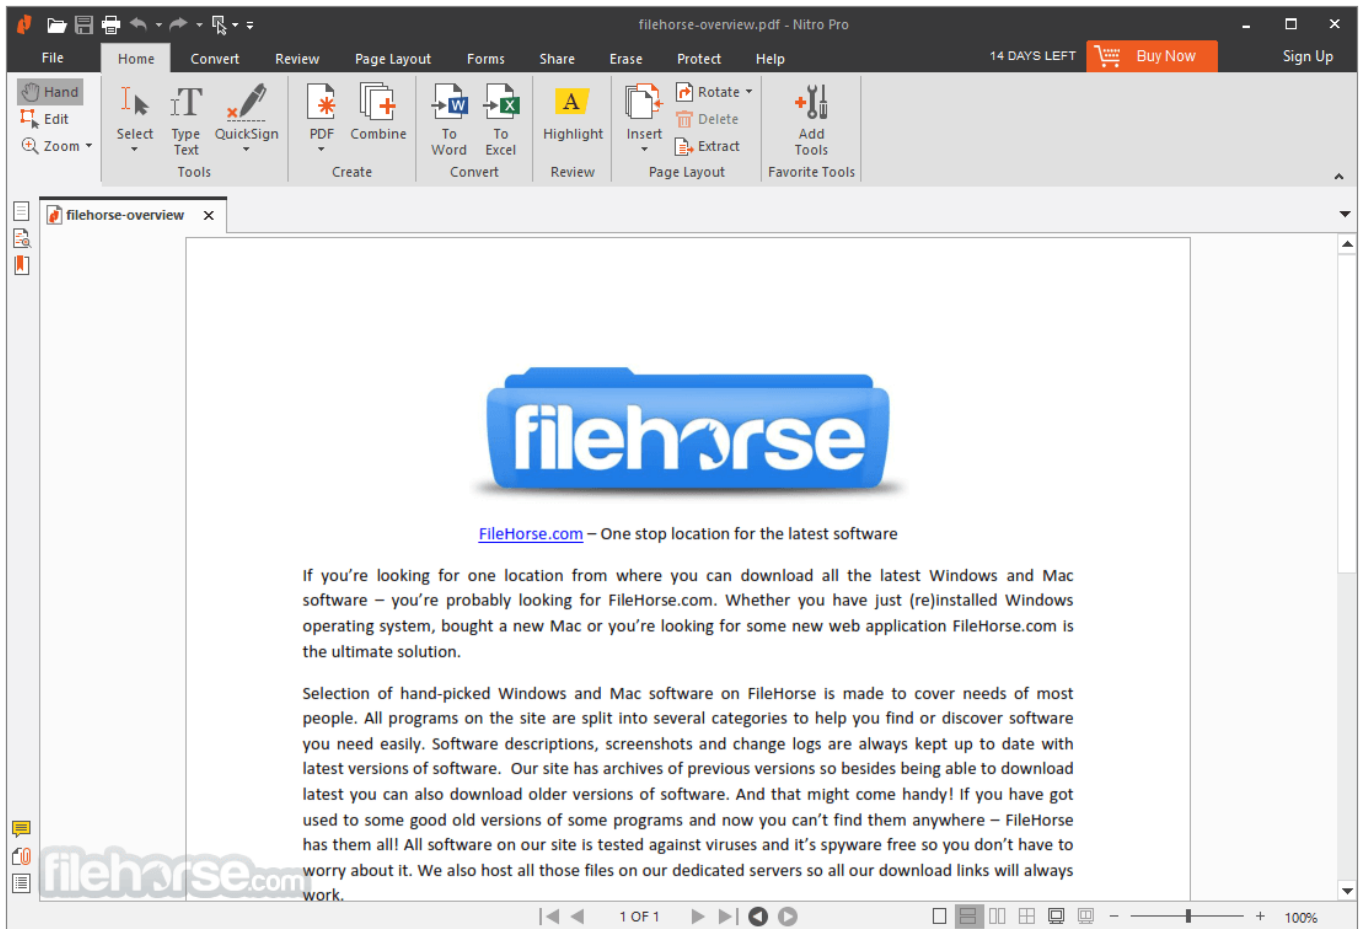 filehorse-overview.pdf - Nitro Pro
File Home Convert Review Page Layout Forms Share Erase Protect Help 14 DAYS LEFT Buy Now Sign Up
Hand
Edit
Zoom
Select
Type Text
QuickSign
Tools
PDF
Combine
Create
To Word
To Excel
Convert
A
Highlight
Review
Insert
Rotate
Delete
Extract
Page Layout
Add Tools
Favorite Tools
filehorse-overview
filehorse
FileHorse.com – One stop location for the latest software
If you’re looking for one location from where you can download all the latest Windows and Mac
software – you’re probably looking for FileHorse.com. Whether you have just (re)installed Windows
operating system, bought a new Mac or you’re looking for some new web application FileHorse.com is
the ultimate solution.
Selection of hand-picked Windows and Mac software on FileHorse is made to cover needs of most
people. All programs on the site are split into several categories to help you find or discover software
you need easily. Software descriptions, screenshots and change logs are always kept up to date with
latest versions of software.  Our site has archives of previous versions so besides being able to download
latest you can also download older versions of software. And that might come handy! If you have got
used to some good old versions of some programs and now you can’t find them anywhere – FileHorse
has them all! All software on our site is tested against viruses and it’s spyware free so you don’t have to
worry about it. We also host all those files on our dedicated servers so all our download links will always
work.
filehorse.com
1 OF 1
100%